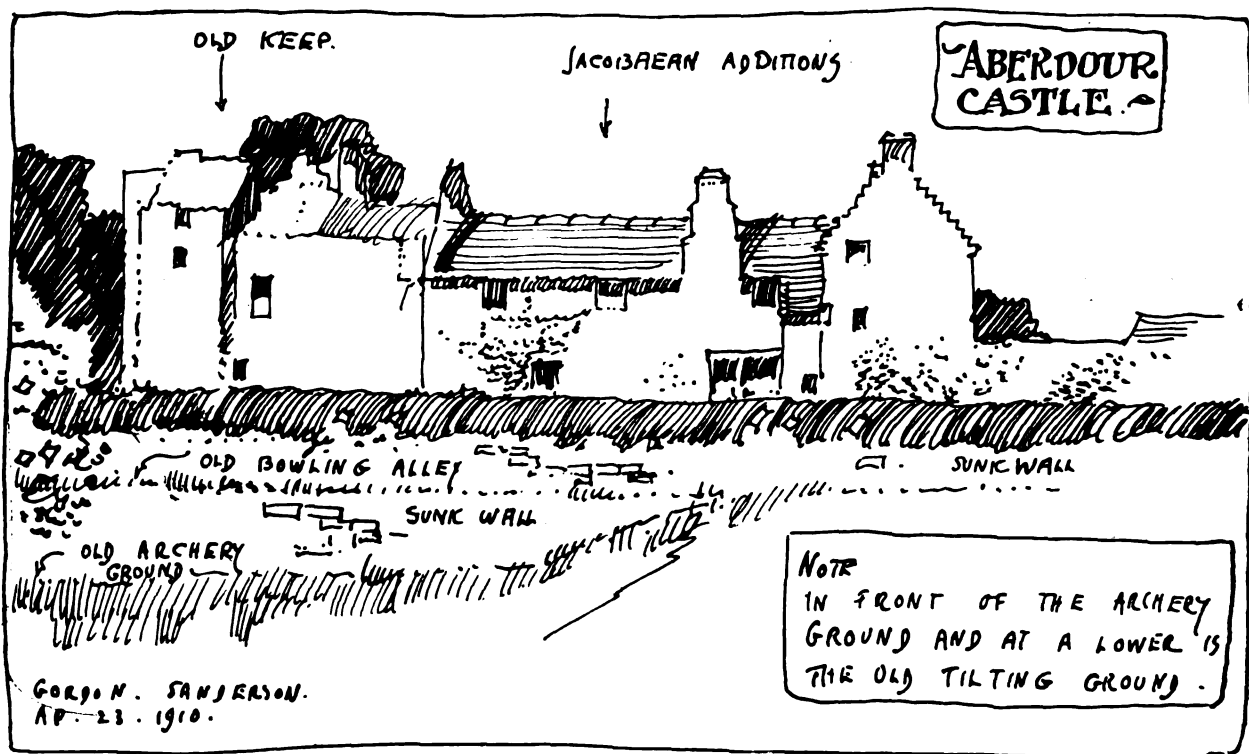 OLD KEEP.
JACOBAEAN ADDITIONS
ABERDOUR
CASTLE.
OLD BOWLING ALLEY
SUNK WALL
SUNK WALL
OLD ARCHERY
GROUND
NOTE
IN FRONT OF THE ARCHERY
GROUND AND AT A LOWER IS
THE OLD TILTING GROUND.
GORDON. SANDERSON.
AP. 23. 1910.